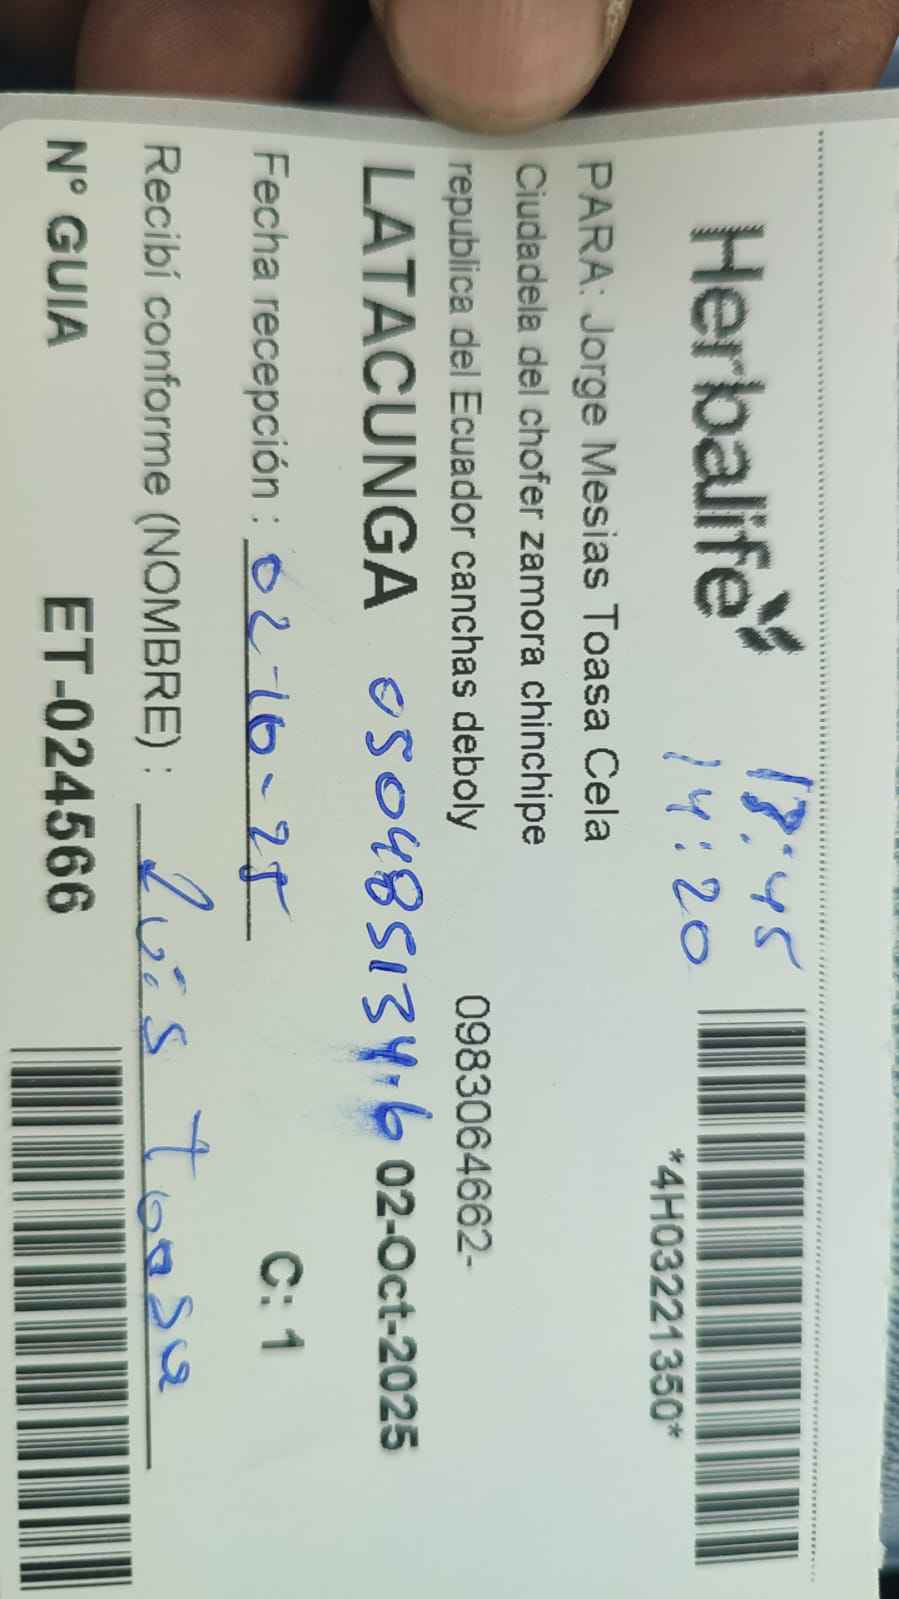 Herbalife
13:45
14:20
*4H03221350*
PARA: Jorge Mesias Toasa Cela
Ciudadela del chofer zamora chinchipe
republica del Ecuador canchas deboly 0983064662-
LATACUNGA 050485134-6 02-Oct-2025
Fecha recepción : 02-10-25 C: 1
Recibí conforme (NOMBRE) : Luis Toasa
N° GUIA ET-024566